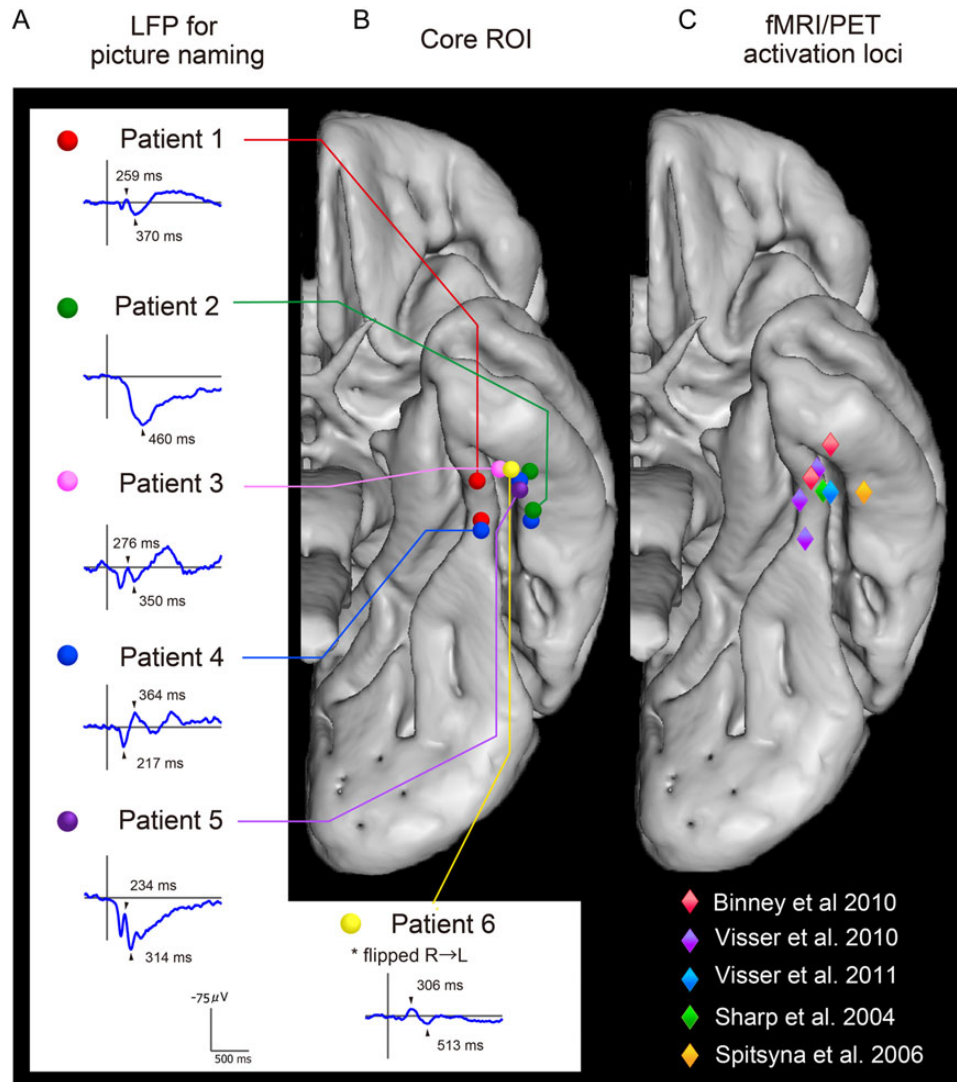 A
LFP for
picture naming
B
Core ROI
C
fMRI/PET
activation loci
Patient 1
259 ms
370 ms
Patient 2
460 ms
Patient 3
276 ms
350 ms
Patient 4
364 ms
217 ms
Patient 5
234 ms
314 ms
-75μV
500 ms
Patient 6
* flipped R→L
306 ms
513 ms
Binney et al 2010
Visser et al. 2010
Visser et al. 2011
Sharp et al. 2004
Spitsyna et al. 2006